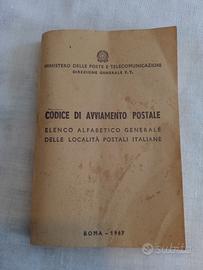 MINISTERO DELLE POSTE E TELECOMUNICAZIONI
DIREZIONE GENERALE P.T.
CODICE DI AVVIAMENTO POSTALE
ELENCO ALFABETICO GENERALE
DELLE LOCALITÀ POSTALI ITALIANE
ROMA - 1967
subito